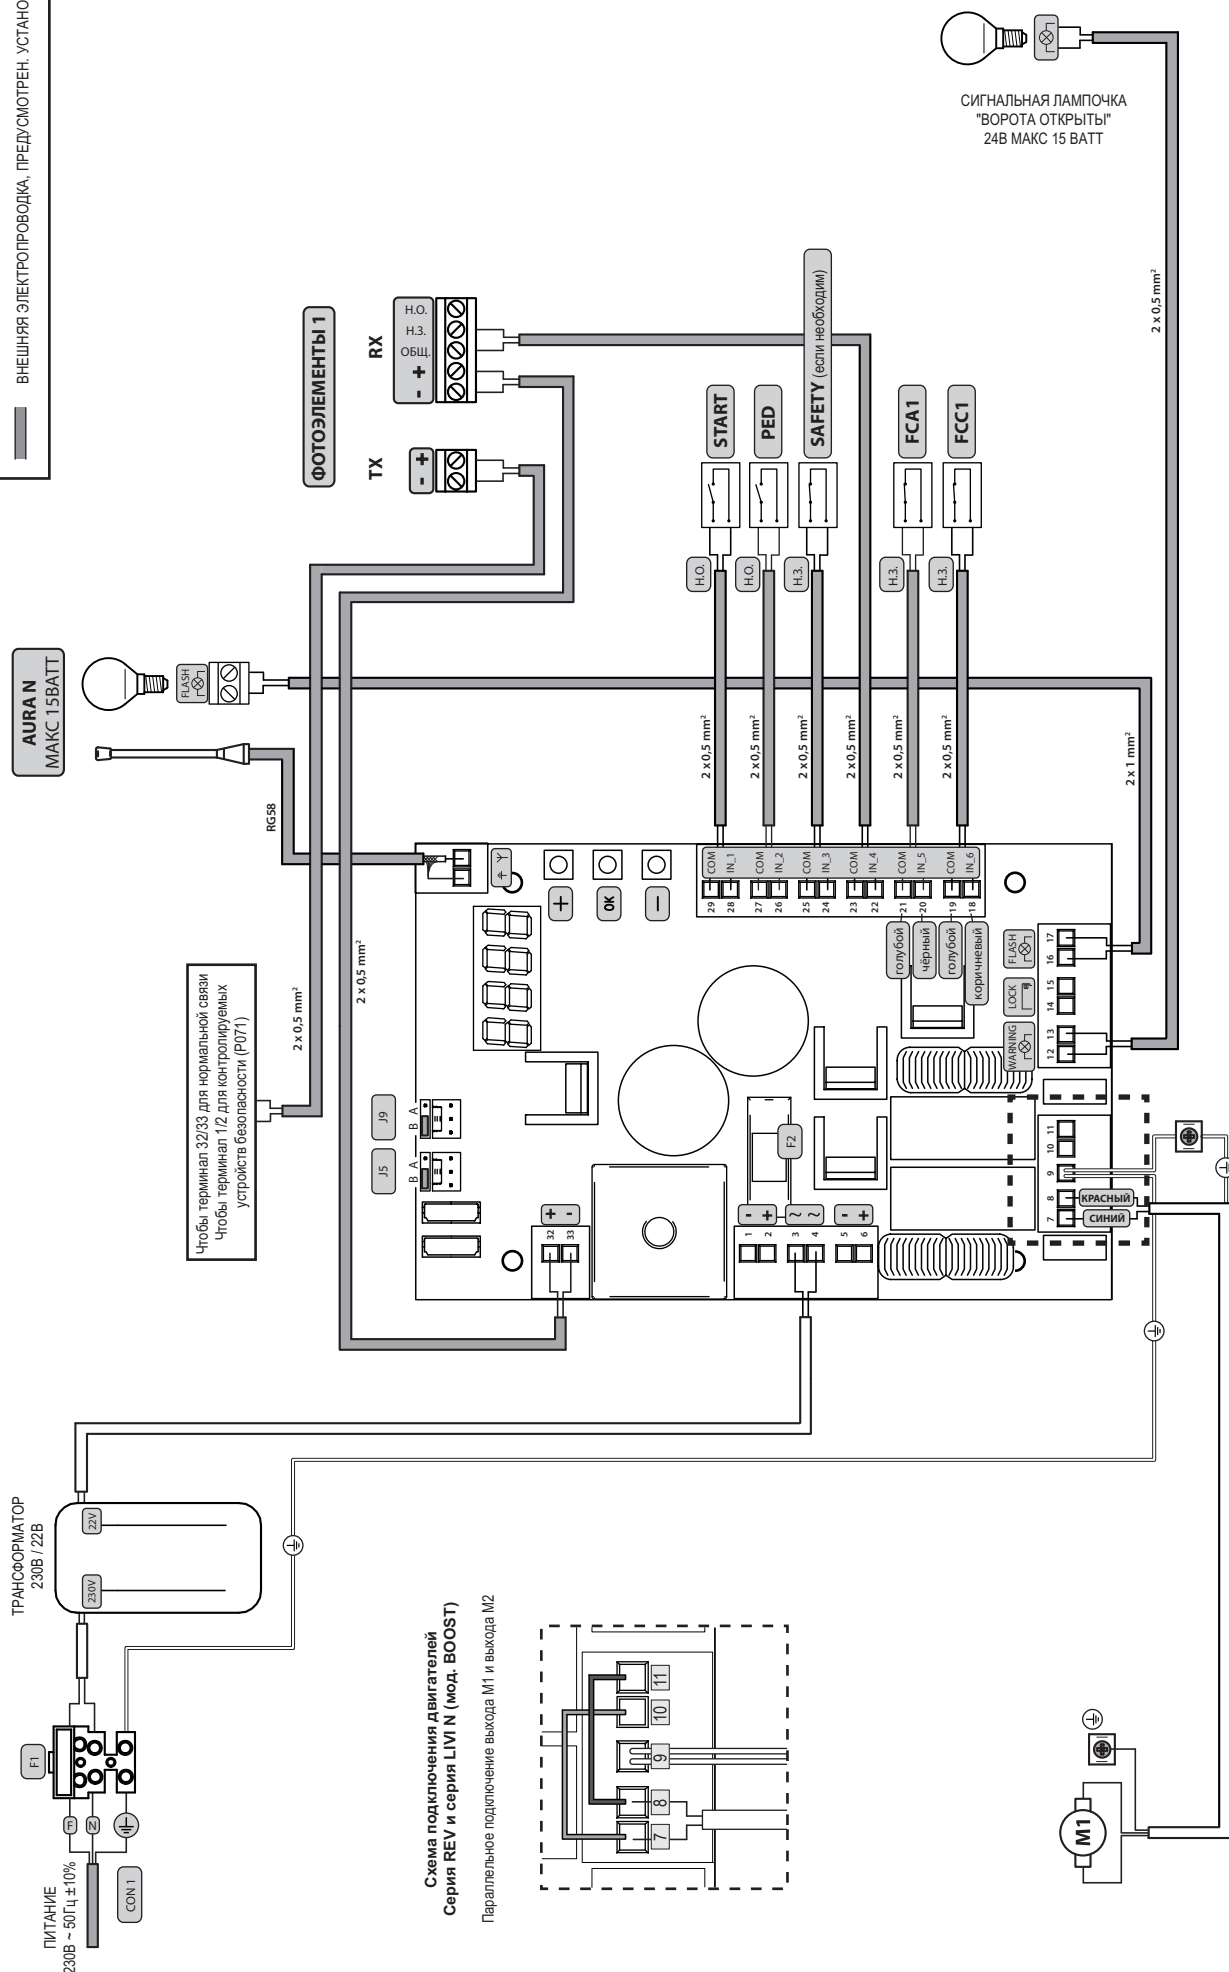 ВНЕШНЯЯ ЭЛЕКТРОПРОВОДКА, ПРЕДУСМОТРЕН. УСТАНО
СИГНАЛЬНАЯ ЛАМПОЧКА
"ВОРОТА ОТКРЫТЫ"
24В МАКС 15 ВАТТ
2 x 0,5 mm²
AURA N
МАКС 15ВАТТ
FLASH
RG58
ФОТОЭЛЕМЕНТЫ 1
TX
- +
RX
- + ОБЩ. Н.З. Н.О.
START
PED
SAFETY (если необходим)
FCA1
FCC1
Н.О.
Н.О.
Н.З.
Н.З.
Н.З.
2 x 0,5 mm²
2 x 0,5 mm²
2 x 0,5 mm²
2 x 0,5 mm²
2 x 0,5 mm²
2 x 0,5 mm²
2 x 1 mm²
Чтобы терминал 32/33 для нормальной связи
Чтобы терминал 1/2 для контролируемых
устройств безопасности (P071)
2 x 0,5 mm²
2 x 0,5 mm²
J5
B A
J9
B A
+
OK
-
29 COM
28 IN_1
27 COM
26 IN_2
25 COM
24 IN_3
23 COM
22 IN_4
21 COM
20 IN_5
19 COM
18 IN_6
голубой
чёрный
голубой
коричневый
32 +
33 -
1 -
2 +
3 ~
4 ~
5 -
6 +
F2
7 8 9 10 11
СИНИЙ
КРАСНЫЙ
WARNING
12 13
LOCK
14 15
FLASH
16 17
ТРАНСФОРМАТОР
230В / 22В
230V
22V
F1
F
N
CON 1
ПИТАНИЕ
230В ~ 50Гц ±10%
Схема подключения двигателей
Серия REV и серия LIVI N (мод. BOOST)
Параллельное подключение выхода M1 и выхода M2
7 8 9 10 11
M1